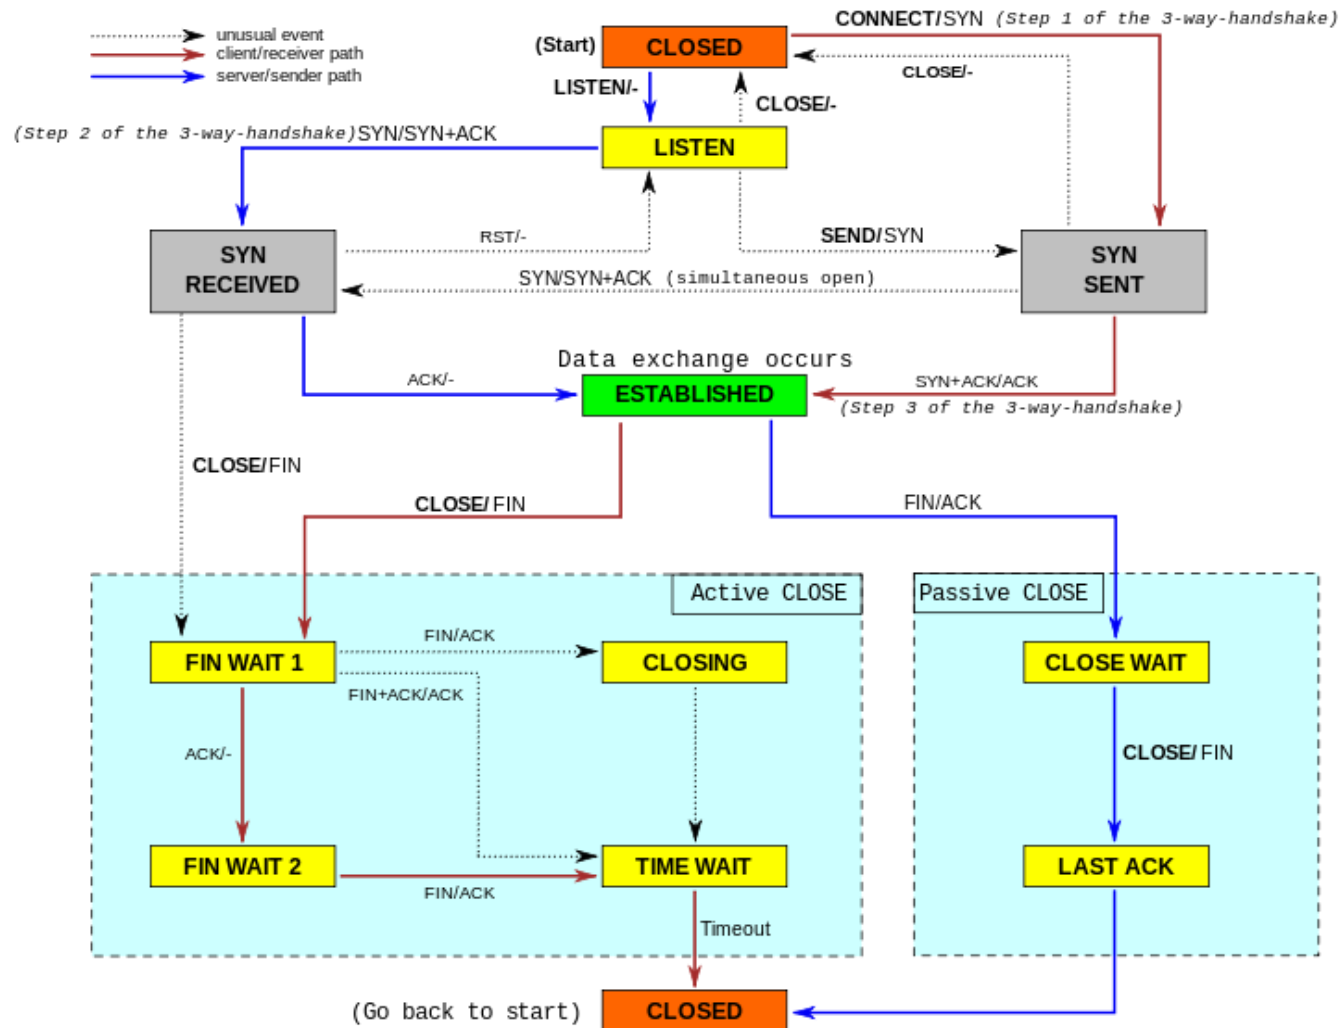 CONNECT/SYN (Step 1 of the 3-way-handshake)
unusual event
client/receiver path
server/sender path
(Start)
CLOSED
CLOSE/-
LISTEN/-
CLOSE/-
(Step 2 of the 3-way-handshake)SYN/SYN+ACK
LISTEN
RST/-
SEND/SYN
SYN
RECEIVED
SYN
SENT
SYN/SYN+ACK (simultaneous open)
Data exchange occurs
ACK/-
ESTABLISHED
SYN+ACK/ACK
(Step 3 of the 3-way-handshake)
CLOSE/FIN
CLOSE/FIN
FIN/ACK
Active CLOSE
Passive CLOSE
FIN WAIT 1
FIN/ACK
CLOSING
CLOSE WAIT
FIN+ACK/ACK
ACK/-
CLOSE/FIN
FIN WAIT 2
FIN/ACK
TIME WAIT
LAST ACK
Timeout
(Go back to start)
CLOSED